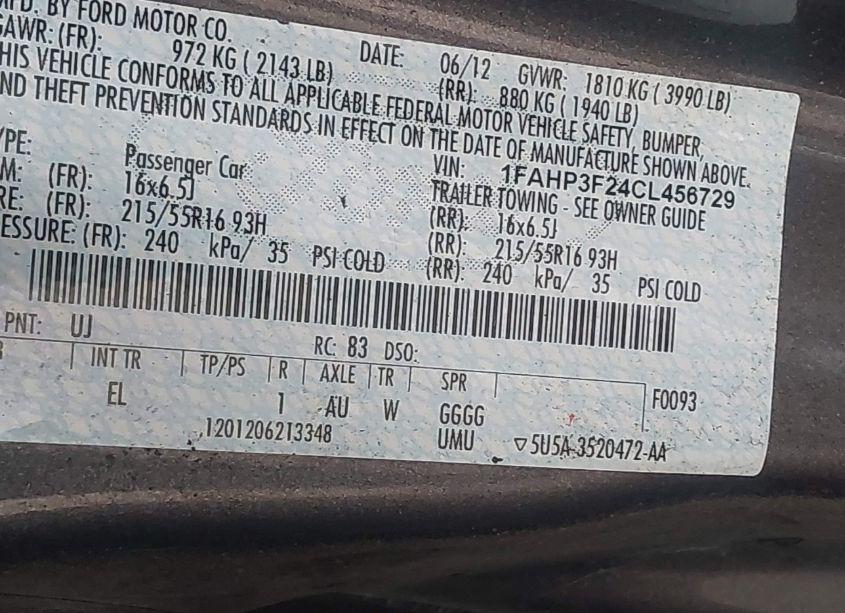 MFD. BY FORD MOTOR CO.
DATE: 06/12 GVWR: 1810 KG ( 3990 LB)
GAWR: (FR): 972 KG ( 2143 LB) (RR): 880 KG ( 1940 LB)
HIS VEHICLE CONFORMS TO ALL APPLICABLE FEDERAL MOTOR VEHICLE SAFETY, BUMPER,
ND THEFT PREVENTION STANDARDS IN EFFECT ON THE DATE OF MANUFACTURE SHOWN ABOVE.
VIN: 1FAHP3F24CL456729
YPE: Passenger Car TRAILER TOWING - SEE OWNER GUIDE
M: (FR): 16x6.5J (RR): 16x6.5J
RE: (FR): 215/55R16 93H (RR): 215/55R16 93H
ESSURE: (FR): 240 kPa/ 35 PSI COLD (RR): 240 kPa/ 35 PSI COLD
PNT: UJ
RC: 83 DSO:
INT TR TP/PS R AXLE TR SPR F0093
EL 1 AU W GGGG
1201206213348 UMU ▽5U5A-3520472-AA